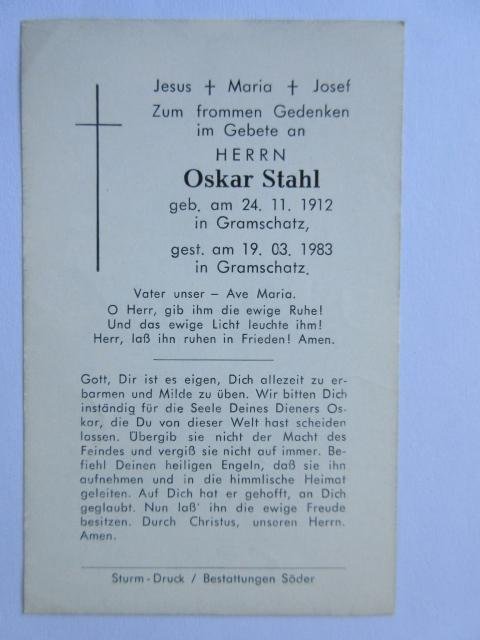 Jesus † Maria † Josef
Zum frommen Gedenken
im Gebete an
HERRN
Oskar Stahl
geb. am 24. 11. 1912
in Gramschatz,
gest. am 19. 03. 1983
in Gramschatz.
Vater unser – Ave Maria.
O Herr, gib ihm die ewige Ruhe!
Und das ewige Licht leuchte ihm!
Herr, laß ihn ruhen in Frieden! Amen.
Gott, Dir ist es eigen, Dich allezeit zu er-
barmen und Milde zu üben. Wir bitten Dich
inständig für die Seele Deines Dieners Os-
kar, die Du von dieser Welt hast scheiden
lassen. Übergib sie nicht der Macht des
Feindes und vergiß sie nicht auf immer. Be-
fiehl Deinen heiligen Engeln, daß sie ihn
aufnehmen und in die himmlische Heimat
geleiten. Auf Dich hat er gehofft, an Dich
geglaubt. Nun laß' ihn die ewige Freude
besitzen. Durch Christus, unseren Herrn.
Amen.
Sturm-Druck / Bestattungen Söder